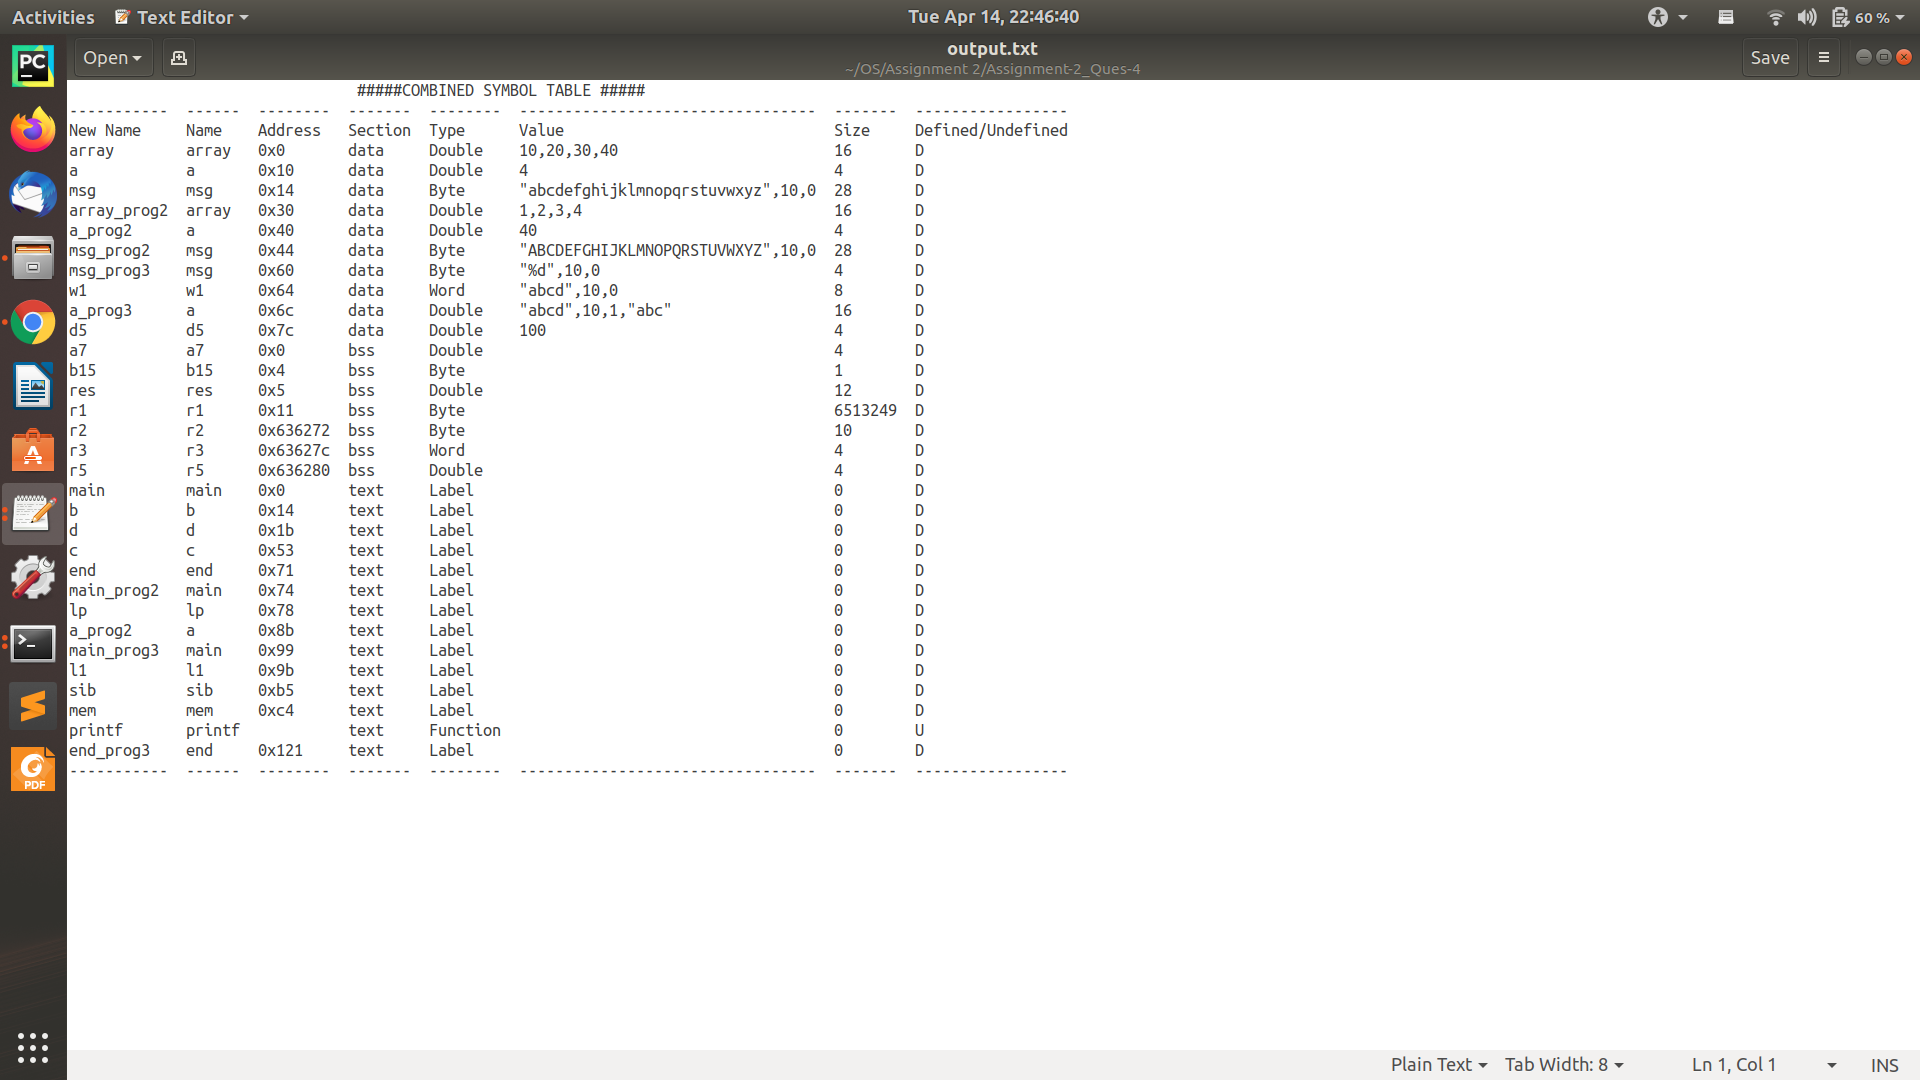 Activities Text Editor Tue Apr 14, 22:46:40 60 %
Open output.txt Save
~/OS/Assignment 2/Assignment-2_Ques-4
#####COMBINED SYMBOL TABLE #####
-----------  ------  --------  -------  --------  ---------------------------------  -------  -----------------
New Name     Name    Address   Section  Type      Value                              Size     Defined/Undefined
array        array   0x0       data     Double    10,20,30,40                        16       D
a            a       0x10      data     Double    4                                  4        D
msg          msg     0x14      data     Byte      "abcdefghijklmnopqrstuvwxyz",10,0  28       D
array_prog2  array   0x30      data     Double    1,2,3,4                            16       D
a_prog2      a       0x40      data     Double    40                                 4        D
msg_prog2    msg     0x44      data     Byte      "ABCDEFGHIJKLMNOPQRSTUVWXYZ",10,0  28       D
msg_prog3    msg     0x60      data     Byte      "%d",10,0                          4        D
w1           w1      0x64      data     Word      "abcd",10,0                        8        D
a_prog3      a       0x6c      data     Double    "abcd",10,1,"abc"                  16       D
d5           d5      0x7c      data     Double    100                                4        D
a7           a7      0x0       bss      Double                                       4        D
b15          b15     0x4       bss      Byte                                         1        D
res          res     0x5       bss      Double                                       12       D
r1           r1      0x11      bss      Byte                                         6513249  D
r2           r2      0x636272  bss      Byte                                         10       D
r3           r3      0x63627c  bss      Word                                         4        D
r5           r5      0x636280  bss      Double                                       4        D
main         main    0x0       text     Label                                        0        D
b            b       0x14      text     Label                                        0        D
d            d       0x1b      text     Label                                        0        D
c            c       0x53      text     Label                                        0        D
end          end     0x71      text     Label                                        0        D
main_prog2   main    0x74      text     Label                                        0        D
lp           lp      0x78      text     Label                                        0        D
a_prog2      a       0x8b      text     Label                                        0        D
main_prog3   main    0x99      text     Label                                        0        D
l1           l1      0x9b      text     Label                                        0        D
sib          sib     0xb5      text     Label                                        0        D
mem          mem     0xc4      text     Label                                        0        D
printf       printf            text     Function                                     0        U
end_prog3    end     0x121     text     Label                                        0        D
-----------  ------  --------  -------  --------  ---------------------------------  -------  -----------------
PC
PDF
Plain Text Tab Width: 8 Ln 1, Col 1 INS